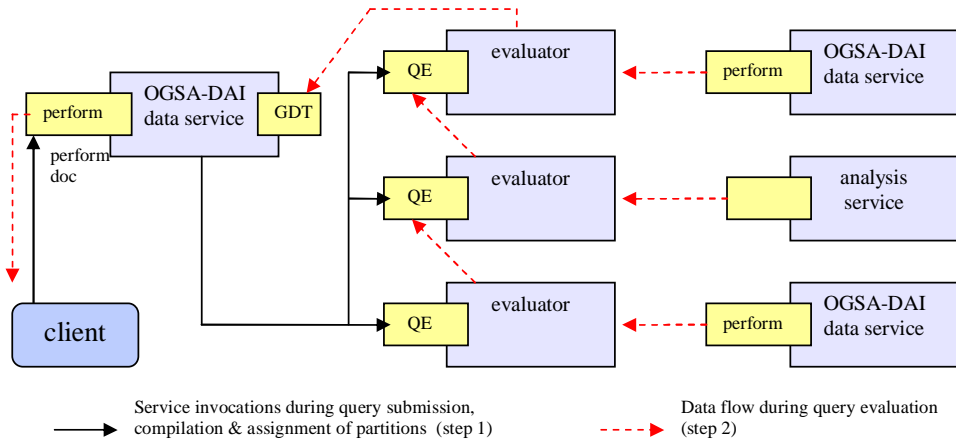 perform
OGSA-DAI
data service
GDT
perform
doc
client
QE
evaluator
QE
evaluator
QE
evaluator
perform
OGSA-DAI
data service
analysis
service
perform
OGSA-DAI
data service
Service invocations during query submission,
compilation & assignment of partitions (step 1)
Data flow during query evaluation
(step 2)